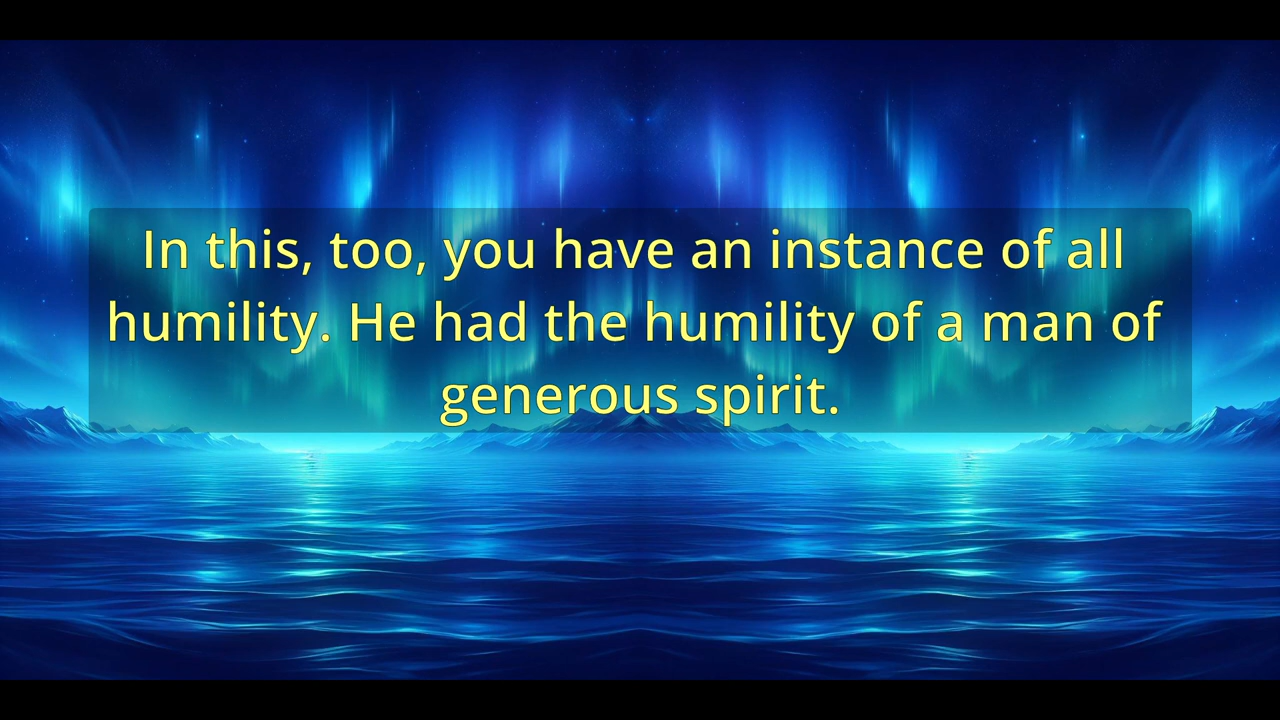 In this, too, you have an instance of all
humility. He had the humility of a man of
generous spirit.